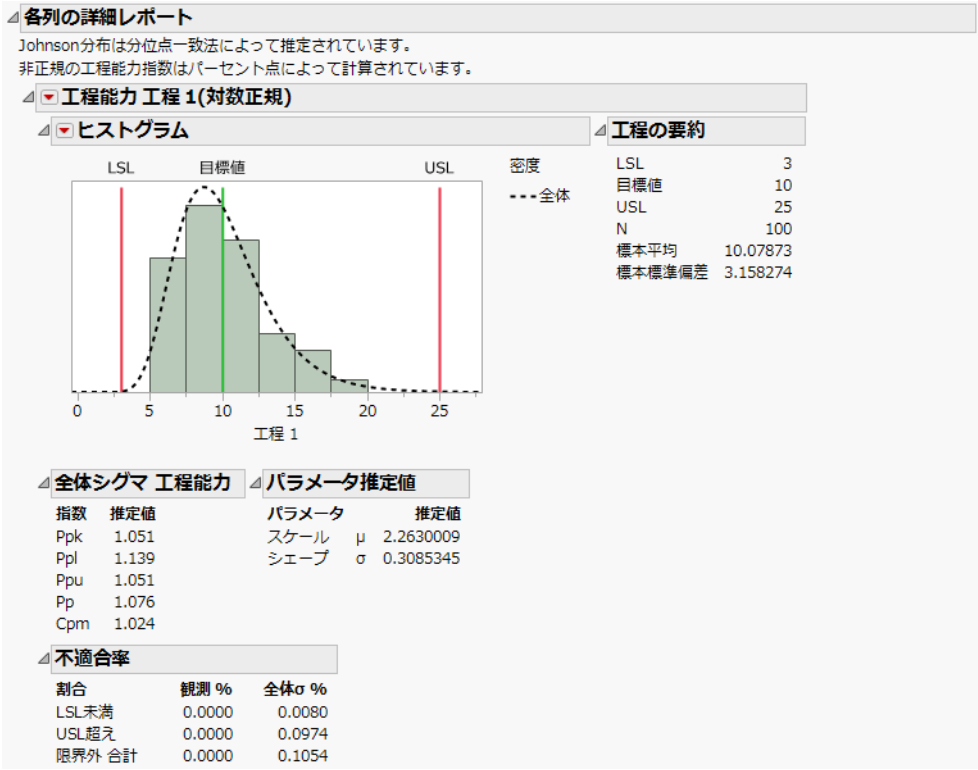 各列の詳細レポート
Johnson分布は分位点一致法によって推定されています。
非正規の工程能力指数はパーセント点によって計算されています。
工程能力 工程 1(対数正規)
ヒストグラム
LSL 目標値 USL
密度
全体
0 5 10 15 20 25
工程 1
工程の要約
LSL 3
目標値 10
USL 25
N 100
標本平均 10.07873
標本標準偏差 3.158274
全体シグマ 工程能力
指数 推定値
Ppk 1.051
Ppl 1.139
Ppu 1.051
Pp 1.076
Cpm 1.024
パラメータ推定値
パラメータ 推定値
スケール μ 2.2630009
シェープ σ 0.3085345
不適合率
割合 観測 % 全体σ %
LSL未満 0.0000 0.0080
USL超え 0.0000 0.0974
限界外 合計 0.0000 0.1054